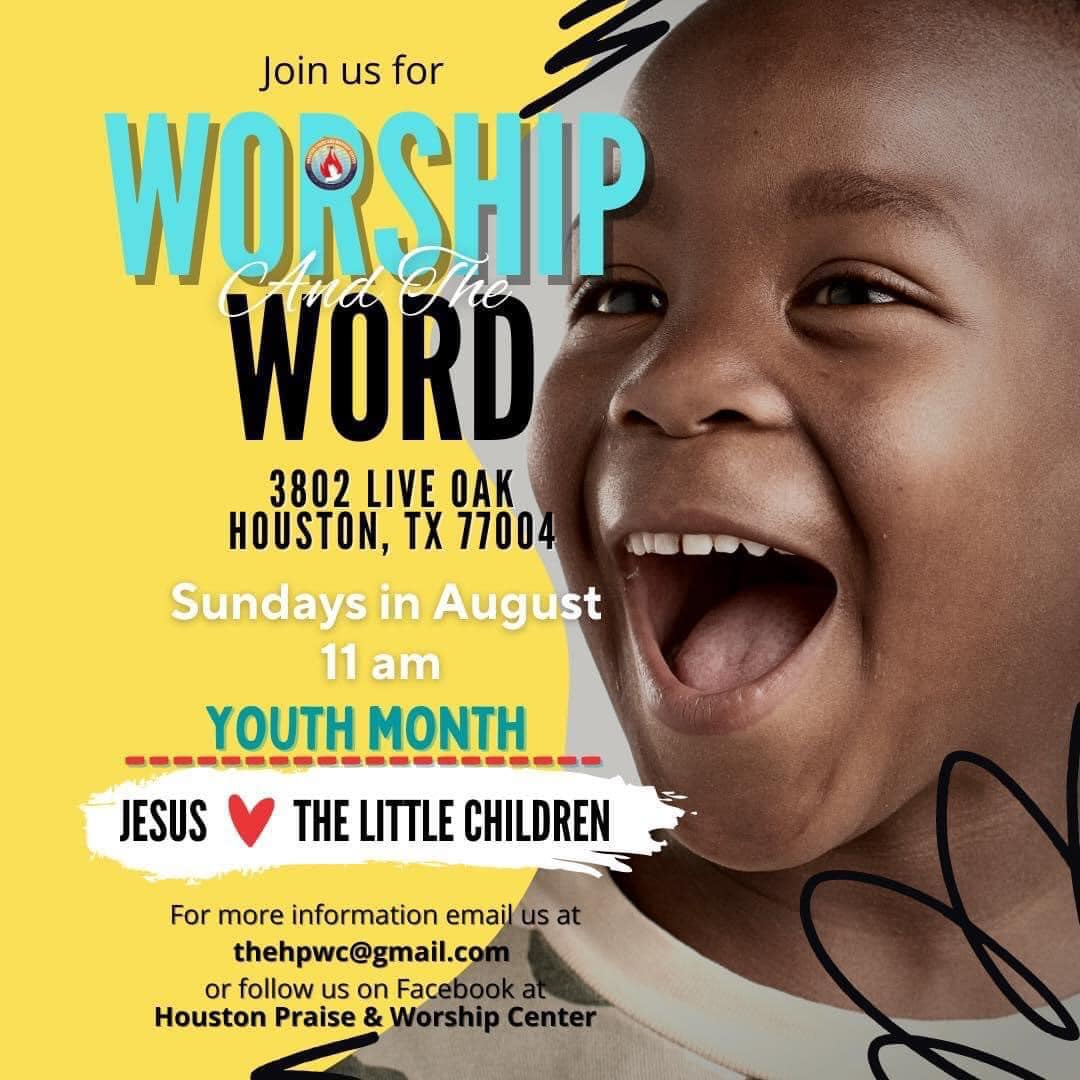 Join us for
WORSHIP
And The
WORD
3802 LIVE OAK
HOUSTON, TX 77004
Sundays in August
11 am
YOUTH MONTH
JESUS ♥ THE LITTLE CHILDREN
For more information email us at
thehpwc@gmail.com
or follow us on Facebook at
Houston Praise & Worship Center